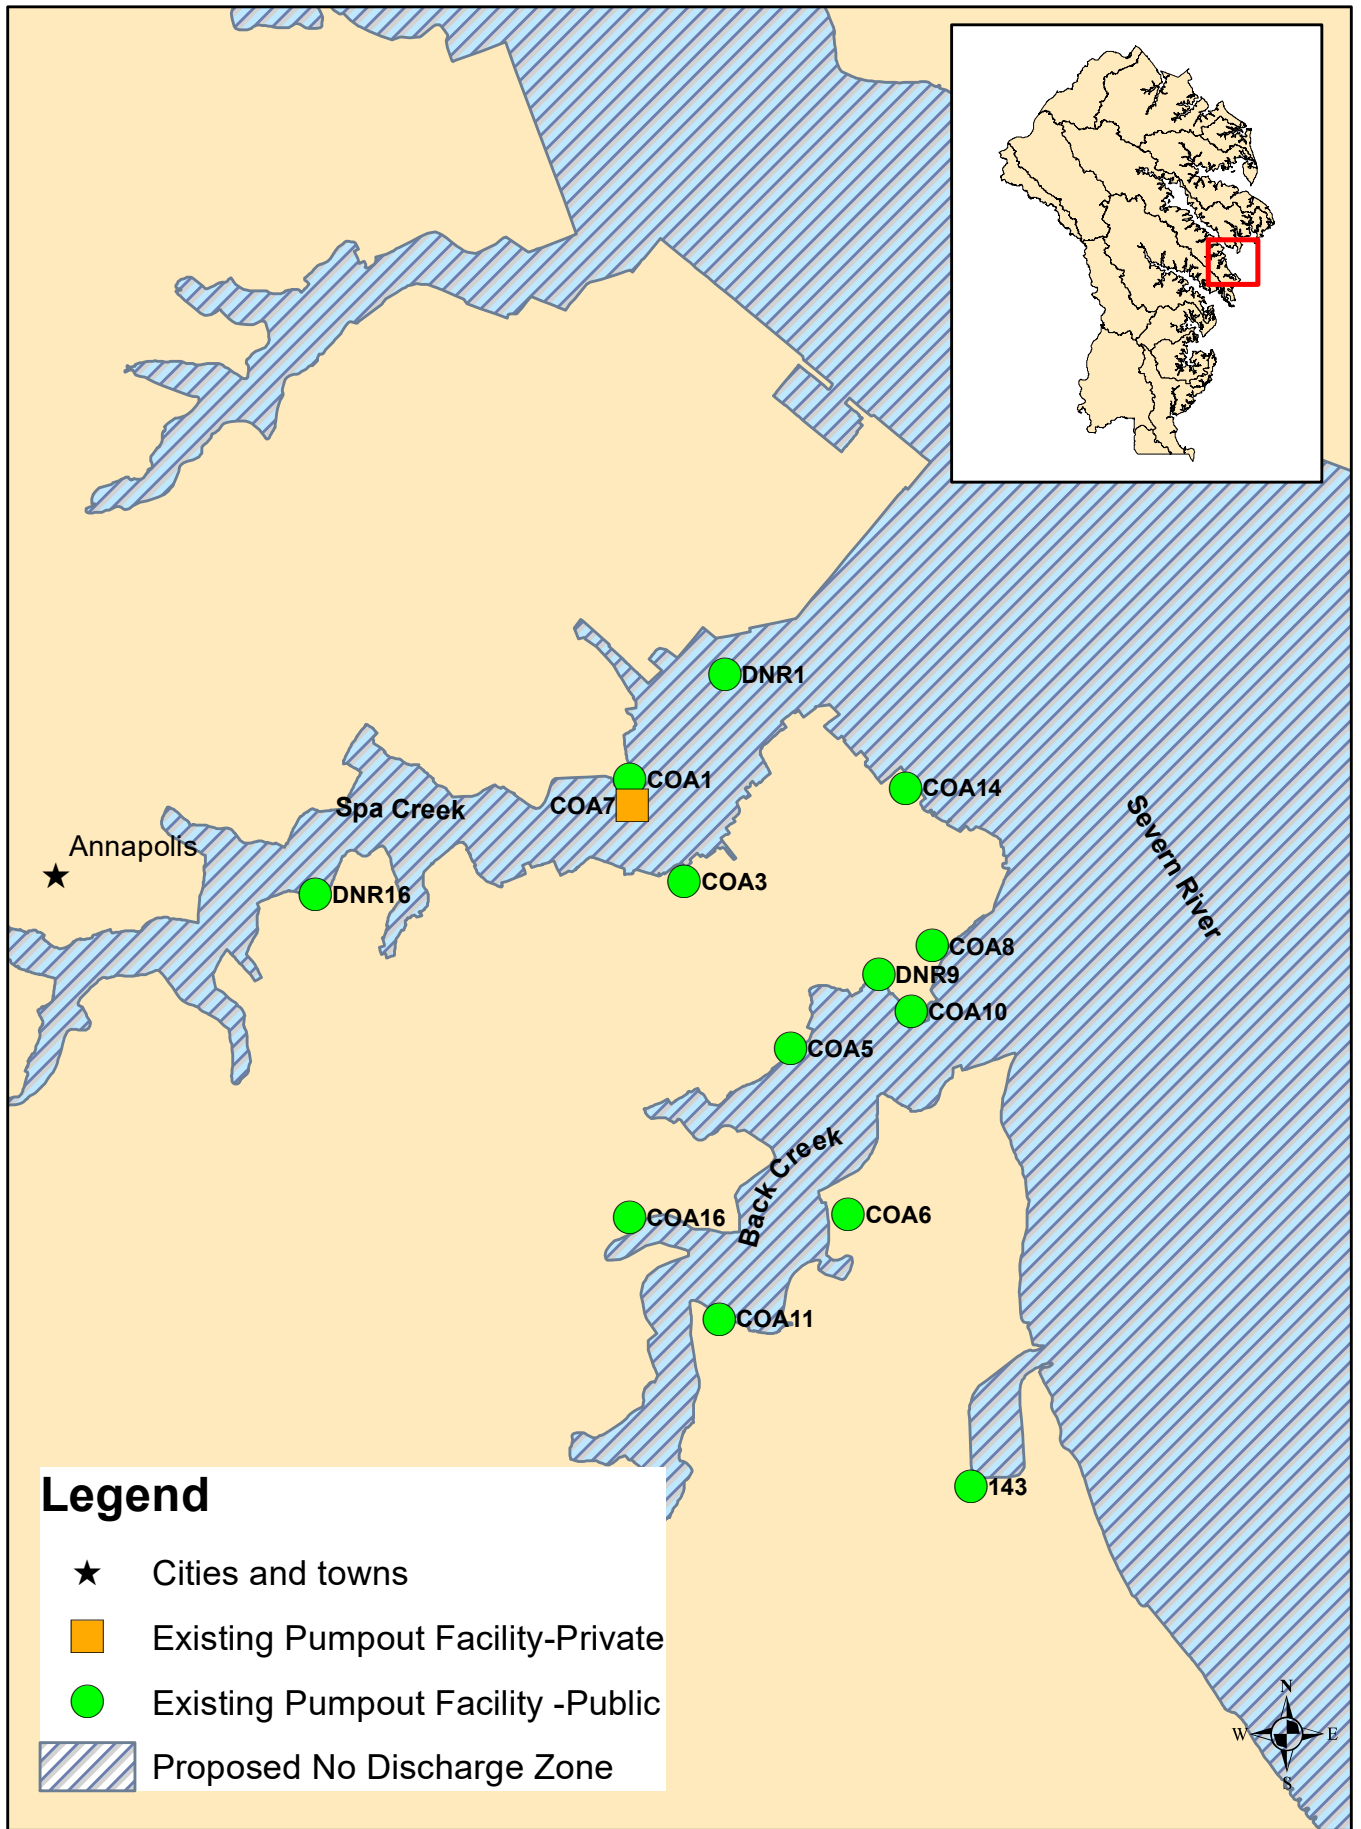 DNR1
COA1
COA7
COA14
Spa Creek
Severn River
Annapolis
DNR16
COA3
COA8
DNR9
COA10
COA5
Back Creek
COA16
COA6
COA11
143
Legend
Cities and towns
Existing Pumpout Facility-Private
Existing Pumpout Facility -Public
Proposed No Discharge Zone
N
W
E
S